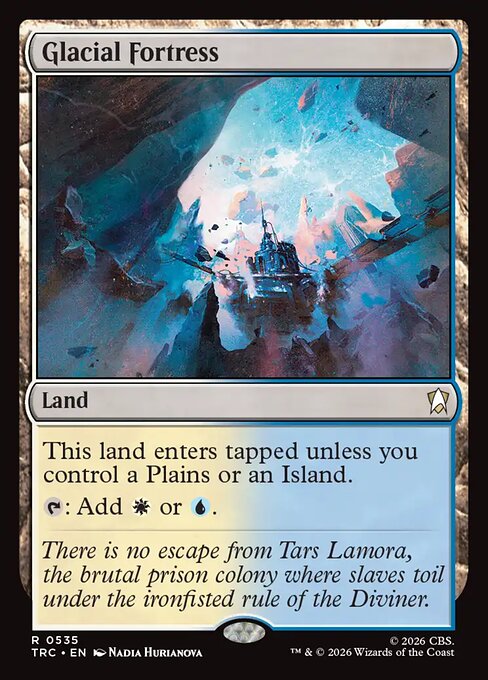 Glacial Fortress
Land
This land enters tapped unless you
control a Plains or an Island.
: Add or .
There is no escape from Tars Lamora,
the brutal prison colony where slaves toil
under the ironfisted rule of the Diviner.
R 0535
TRC • EN Nadia Hurianova
© 2026 CBS.
™ & © 2026 Wizards of the Coast